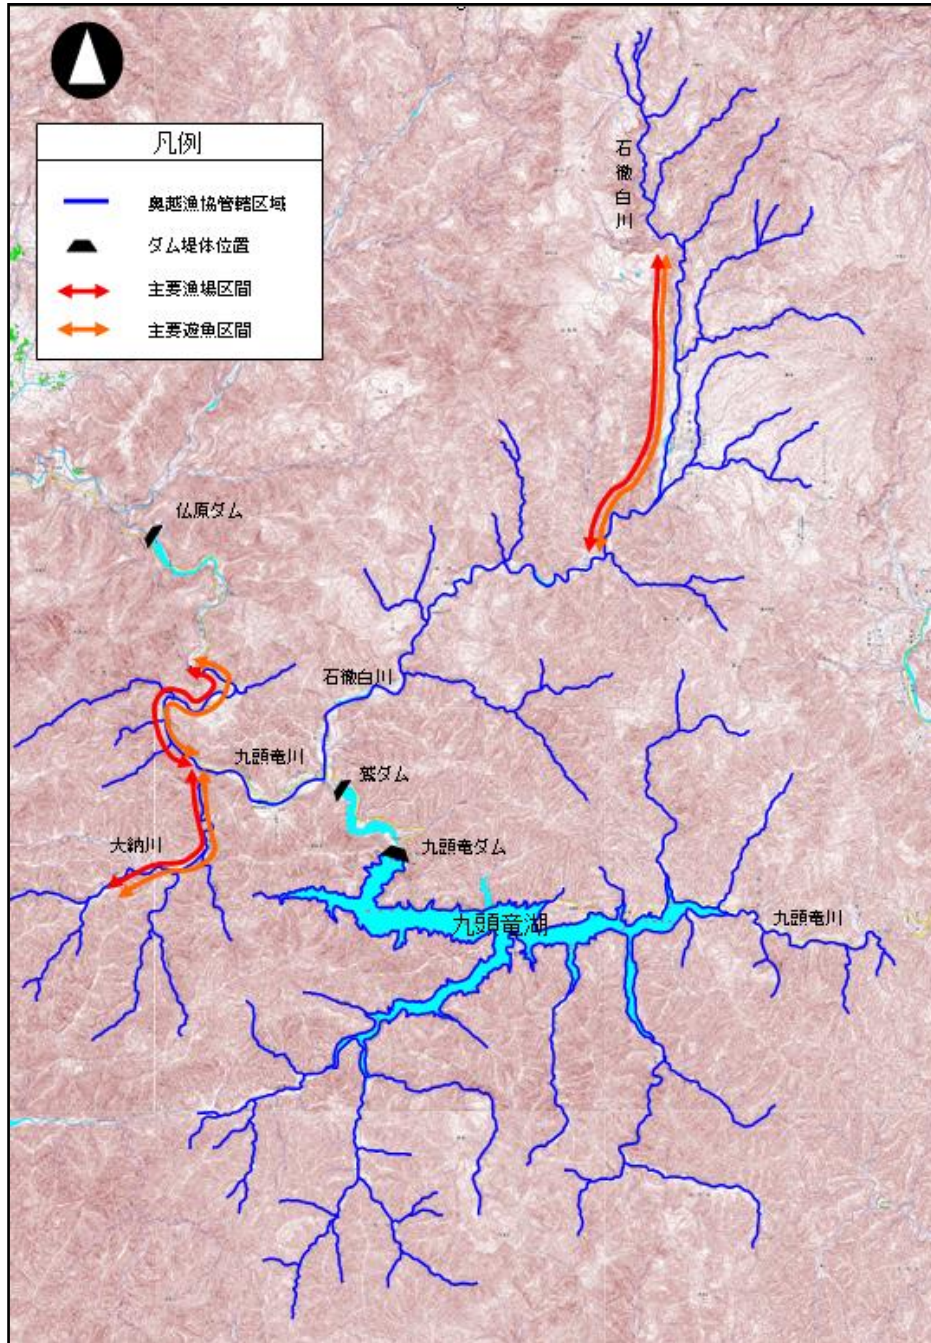 凡例
奥越漁協管轄区域
ダム堤体位置
主要漁場区間
主要遊魚区間
石徹白川
仏原ダム
石徹白川
九頭竜川
鷲ダム
大納川
九頭竜ダム
九頭竜湖
九頭竜川